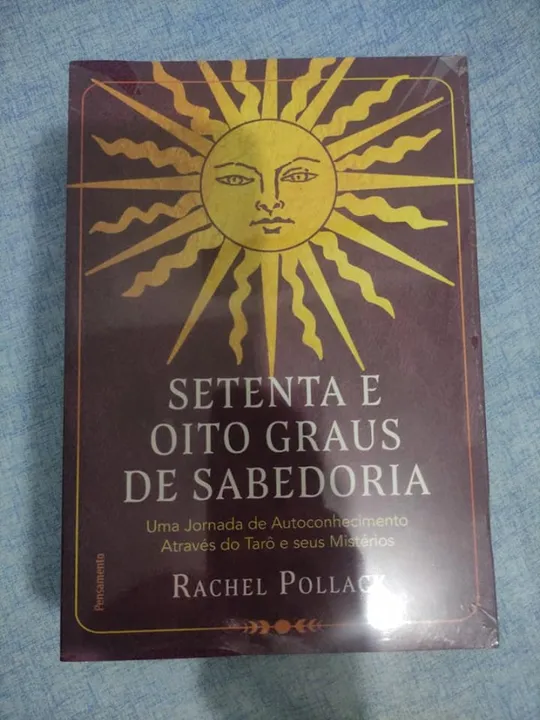 SETENTA E
OITO GRAUS
DE SABEDORIA
Uma Jornada de Autoconhecimento
Através do Tarô e seus Mistérios
RACHEL POLLACK
Pensamento